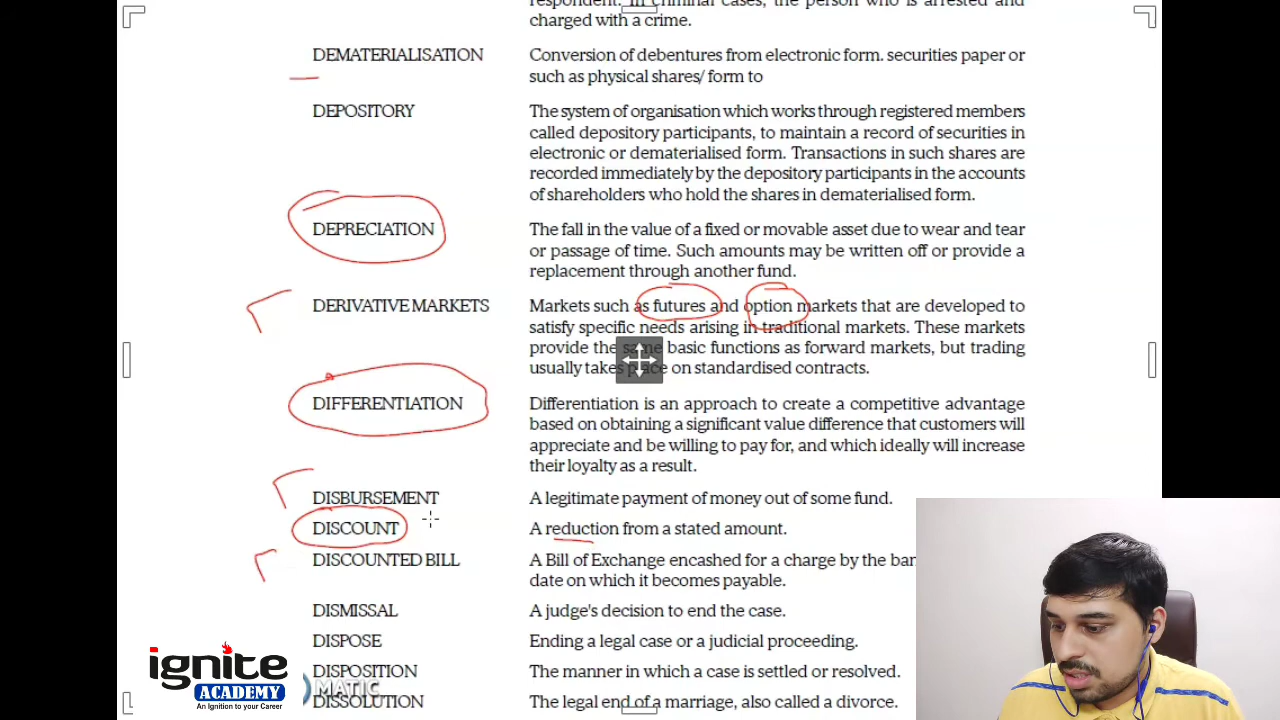 respondent. In criminal cases, the person who is arrested and
charged with a crime.
DEMATERIALISATION Conversion of debentures from electronic form. securities paper or
such as physical shares/ form to
DEPOSITORY The system of organisation which works through registered members
called depository participants, to maintain a record of securities in
electronic or dematerialised form. Transactions in such shares are
recorded immediately by the depository participants in the accounts
of shareholders who hold the shares in dematerialised form.
DEPRECIATION The fall in the value of a fixed or movable asset due to wear and tear
or passage of time. Such amounts may be written off or provide a
replacement through another fund.
DERIVATIVE MARKETS Markets such as futures and option markets that are developed to
satisfy specific needs arising in traditional markets. These markets
provide the same basic functions as forward markets, but trading
usually takes place on standardised contracts.
DIFFERENTIATION Differentiation is an approach to create a competitive advantage
based on obtaining a significant value difference that customers will
appreciate and be willing to pay for, and which ideally will increase
their loyalty as a result.
DISBURSEMENT A legitimate payment of money out of some fund.
DISCOUNT A reduction from a stated amount.
DISCOUNTED BILL A Bill of Exchange encashed for a charge by the
date on which it becomes payable.
DISMISSAL A judge's decision to end the case.
DISPOSE Ending a legal case or a judicial proceeding.
DISPOSITION The manner in which a case is settled or resolved.
DISSOLUTION The legal end of a marriage, also called a divorce.
ignite
ACADEMY
An Ignition to your Career
MATIC